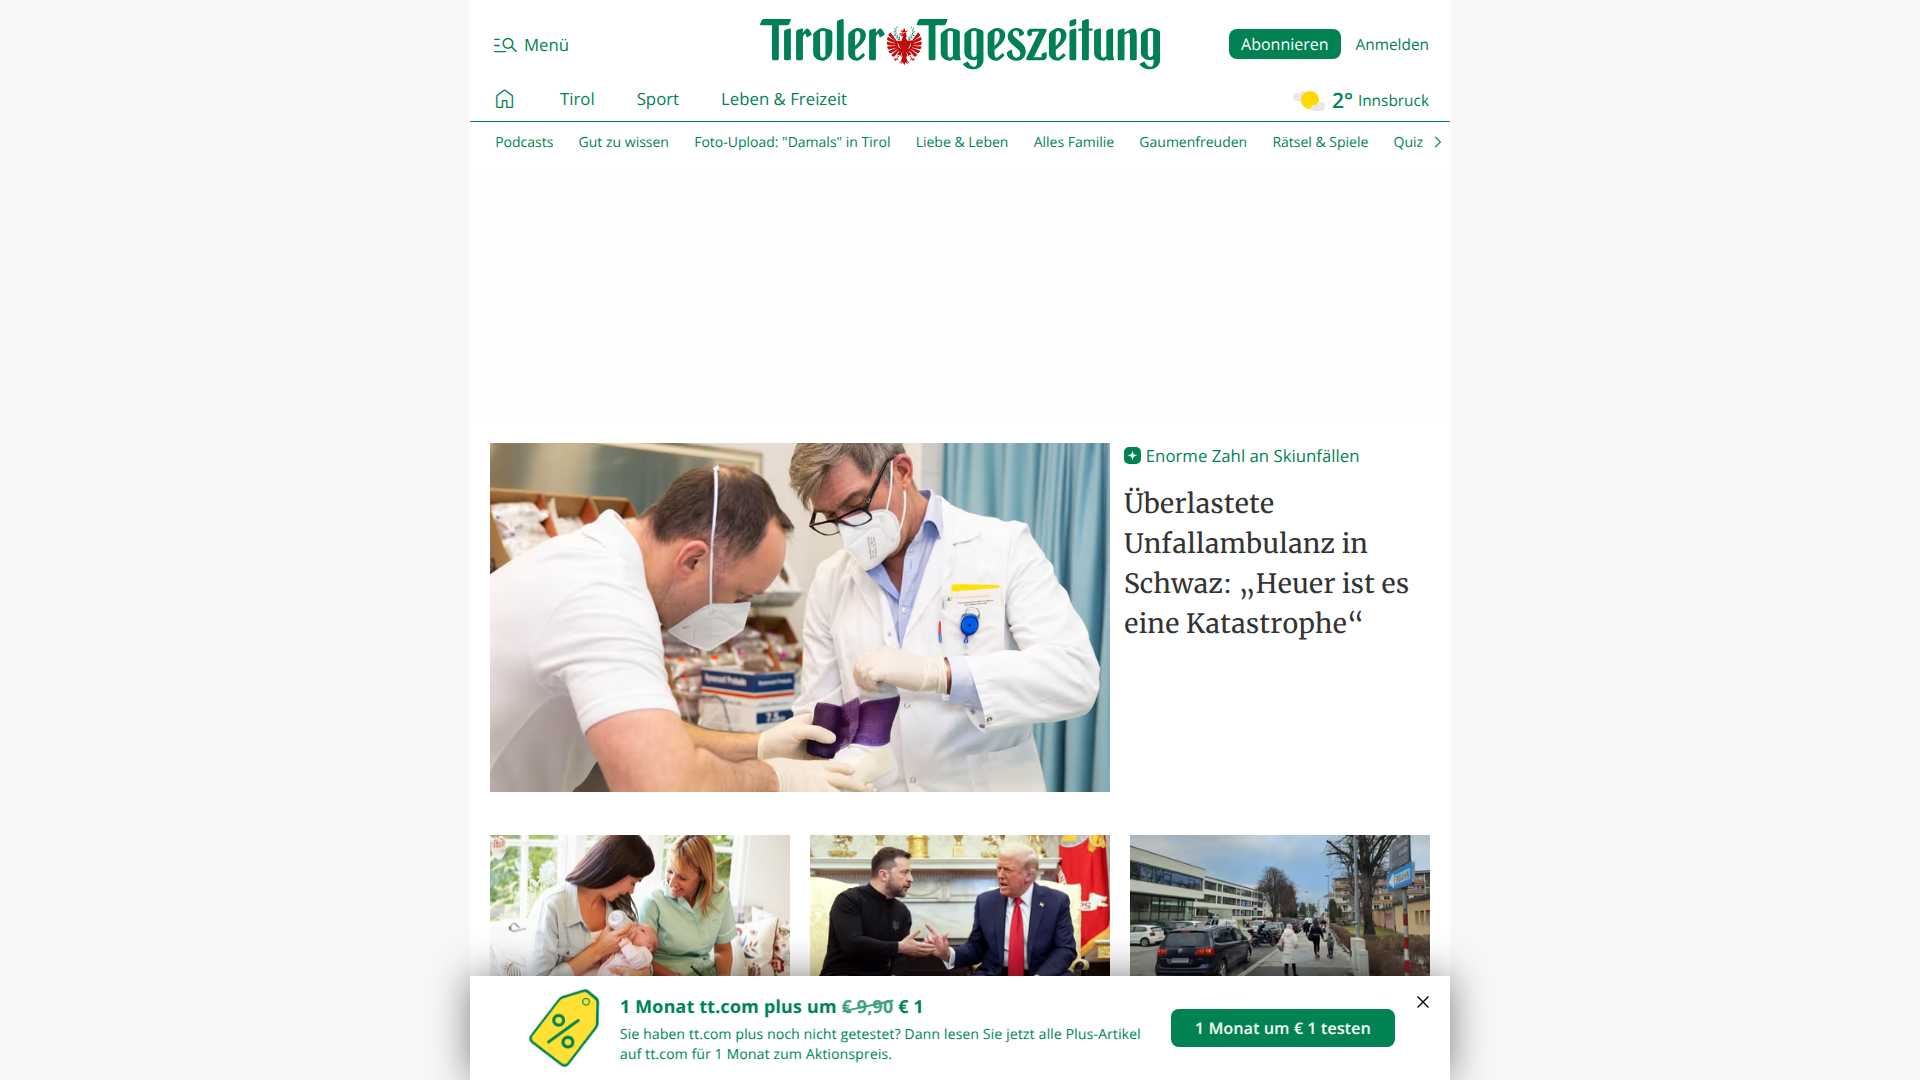 Menü
Tiroler Tageszeitung
Abonnieren
Anmelden
Tirol
Sport
Leben & Freizeit
2° Innsbruck
Podcasts
Gut zu wissen
Foto-Upload: "Damals" in Tirol
Liebe & Leben
Alles Familie
Gaumenfreuden
Rätsel & Spiele
Quiz
Enorme Zahl an Skiunfällen
Überlastete
Unfallambulanz in
Schwaz: „Heuer ist es
eine Katastrophe“
1 Monat tt.com plus um € 9,90 € 1
Sie haben tt.com plus noch nicht getestet? Dann lesen Sie jetzt alle Plus-Artikel
auf tt.com für 1 Monat zum Aktionspreis.
1 Monat um € 1 testen